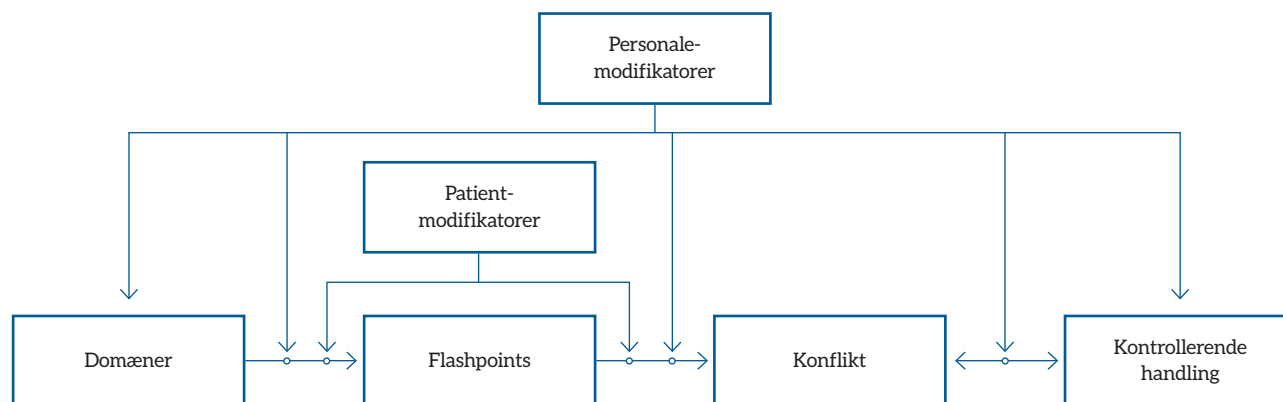 Personale-
modifikatorer
Patient-
modifikatorer
Domæner
Flashpoints
Konflikt
Kontrollerende
handling